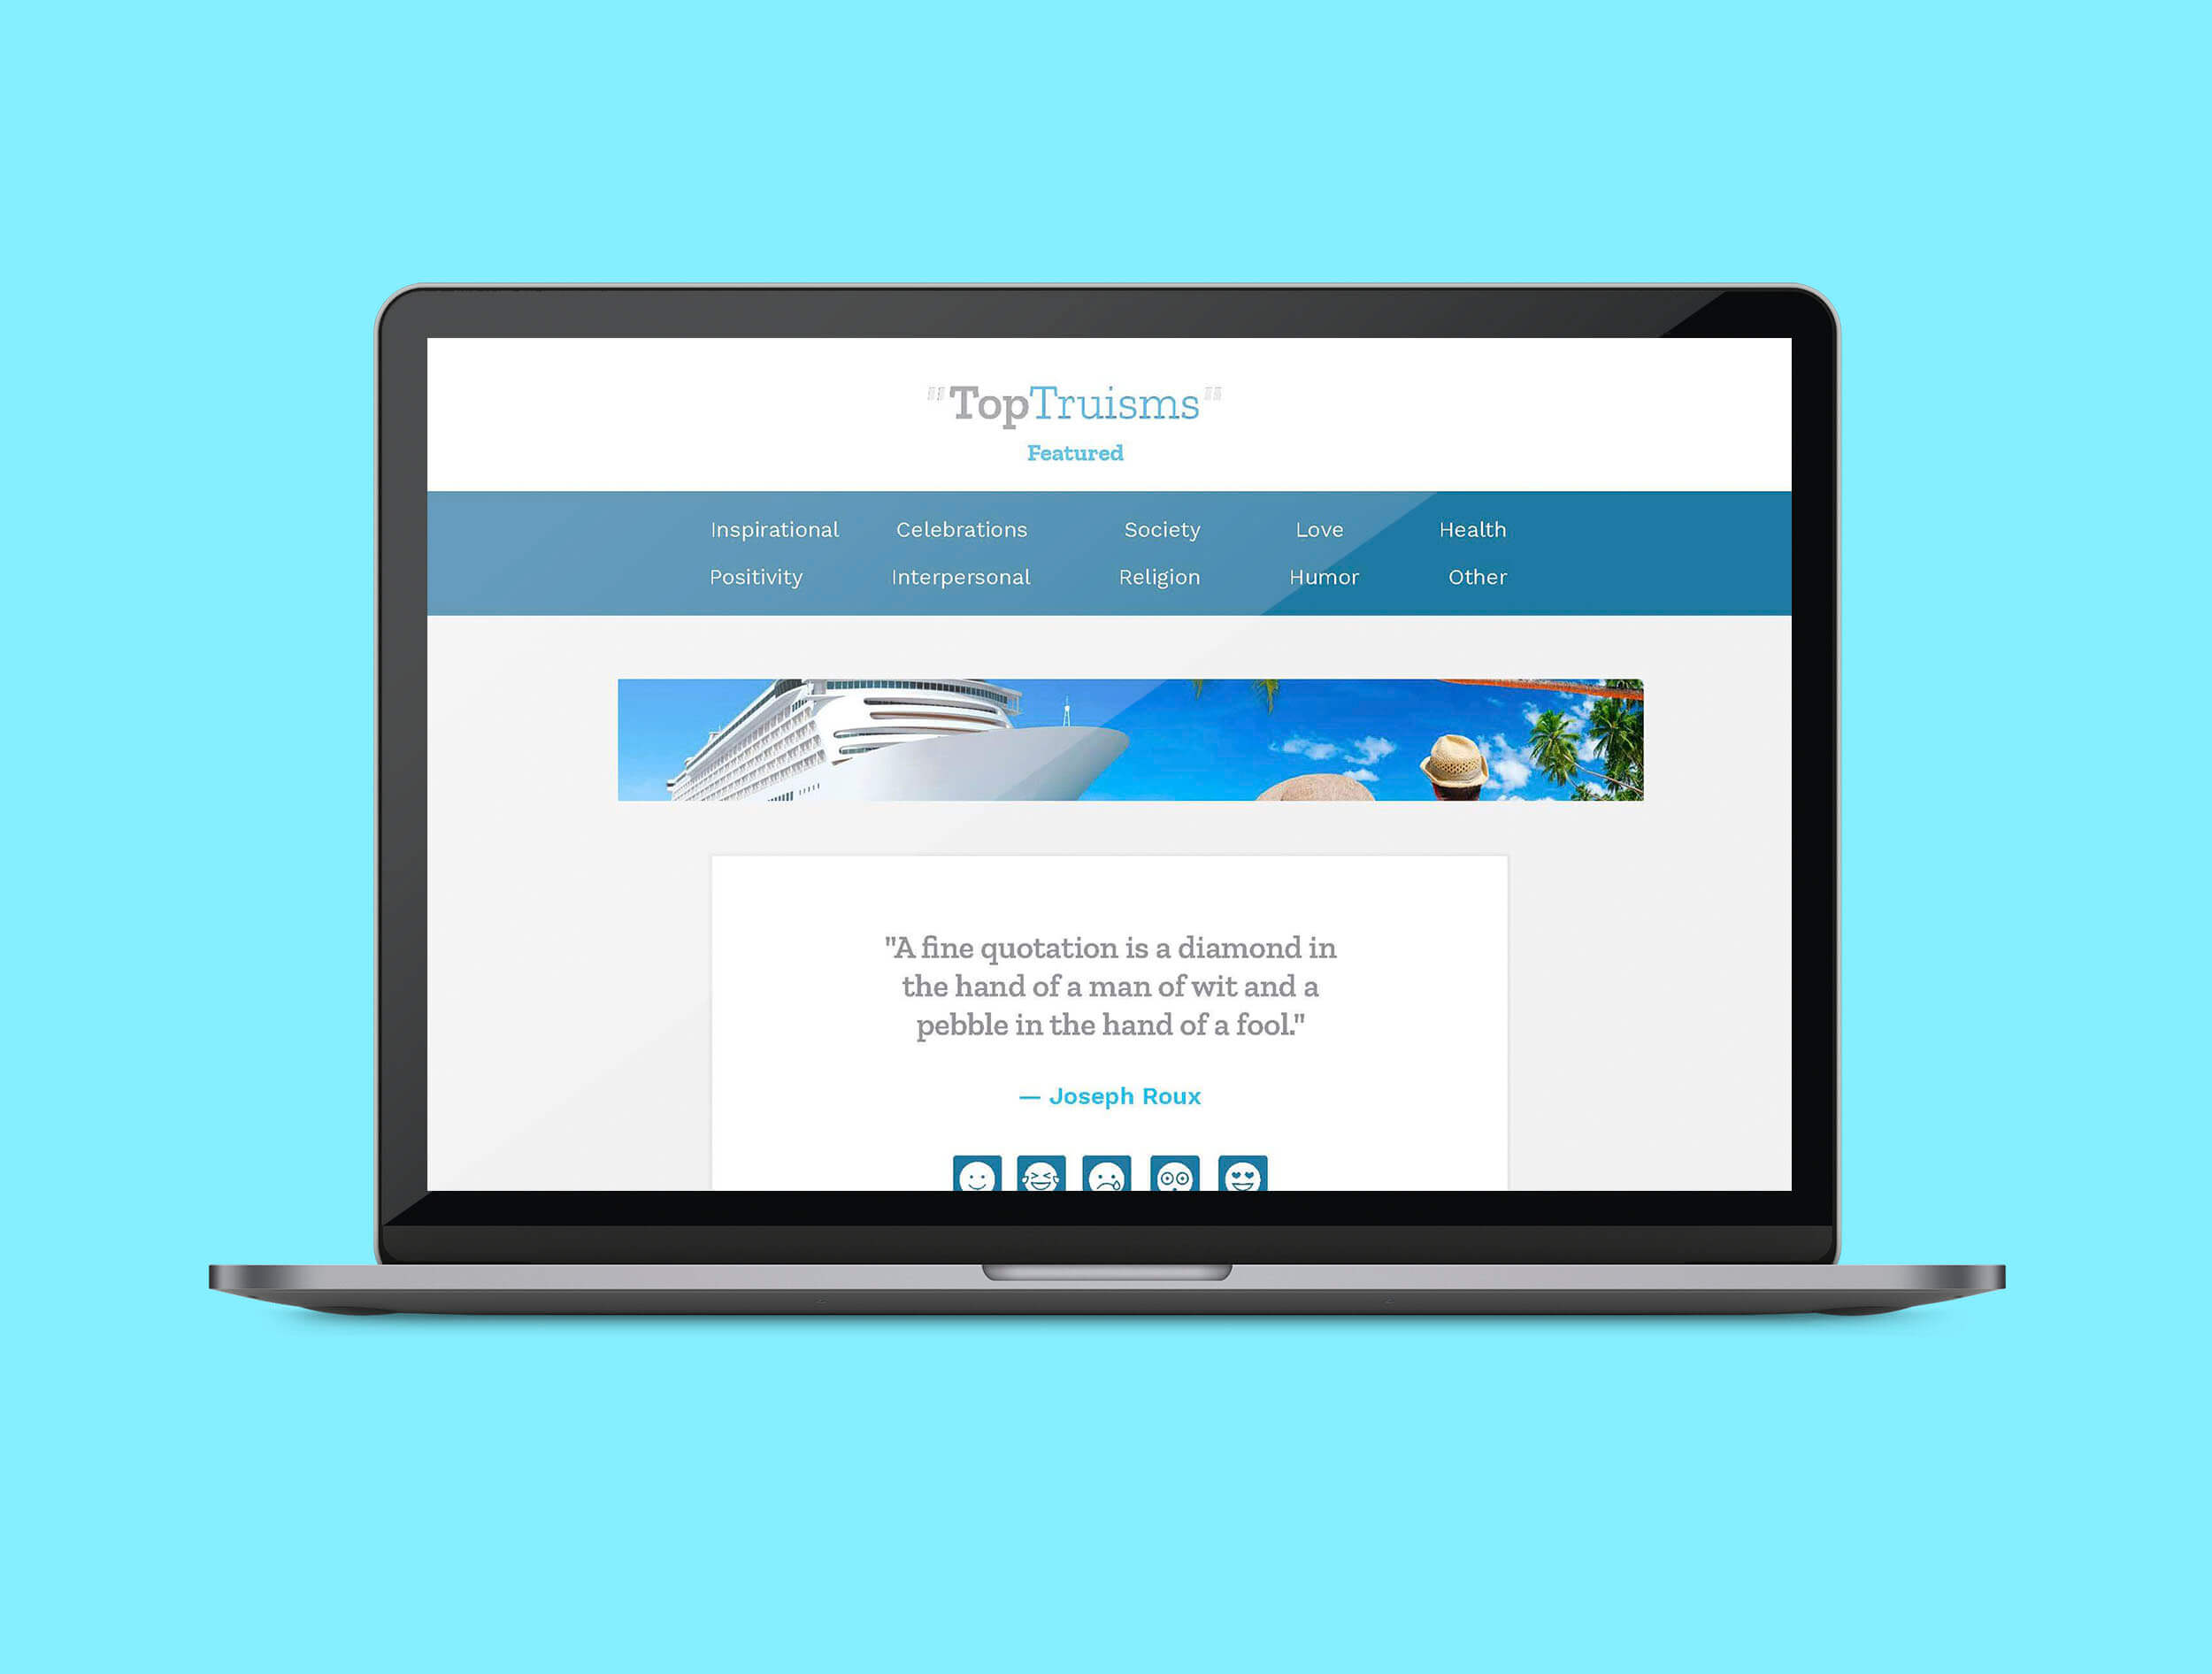 "TopTruisms"
Featured
Inspirational Celebrations Society Love Health
Positivity Interpersonal Religion Humor Other
"A fine quotation is a diamond in
the hand of a man of wit and a
pebble in the hand of a fool."
— Joseph Roux